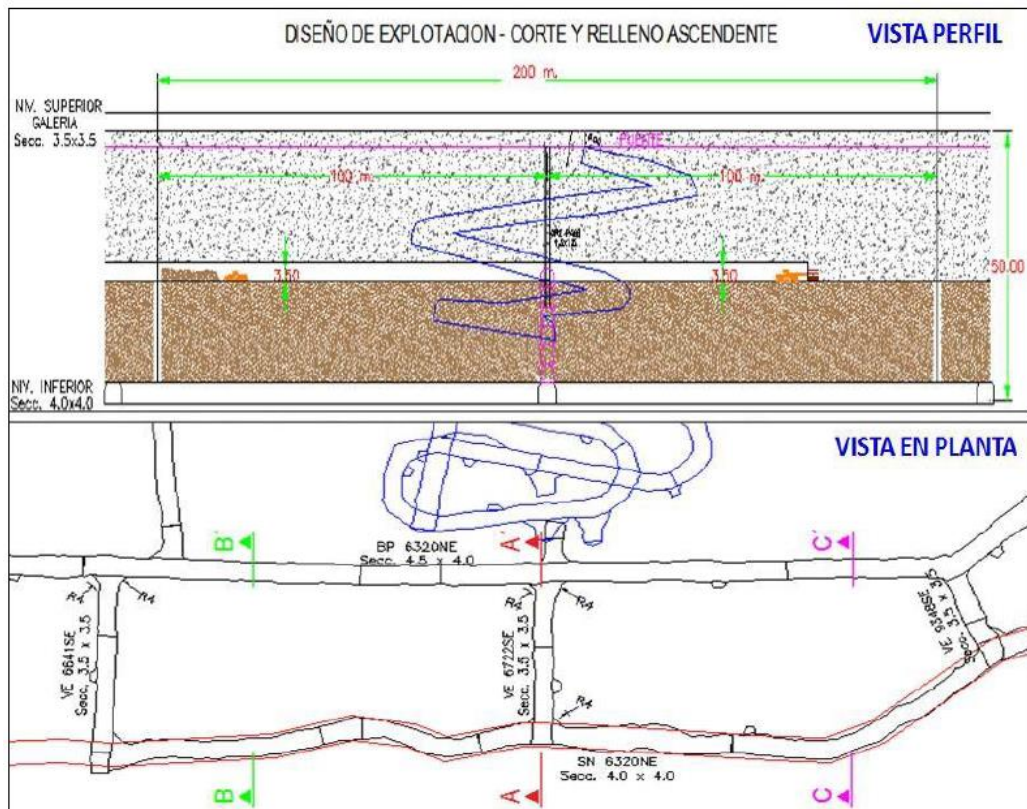 DISEÑO DE EXPLOTACION - CORTE Y RELLENO ASCENDENTE
VISTA PERFIL
200 m.
NIV. SUPERIOR
GALERIA
Secc. 3.5x3.5
PUENTE
100 m.
100 m.
3.50
3.50
50.00
NIV. INFERIOR
Secc. 4.0x4.0
VISTA EN PLANTA
B'
A'
C'
BP 6320NE
Secc. 4.5 x 4.0
R4
R4
R4
R4
VE 6641SE
Secc. 3.5 x 3.5
VE 6722SE
Secc. 3.5 x 3.5
VE 9348SE
Secc. 3.5 x 3.5
R4
SN 6320NE
Secc. 4.0 x 4.0
B
A
C